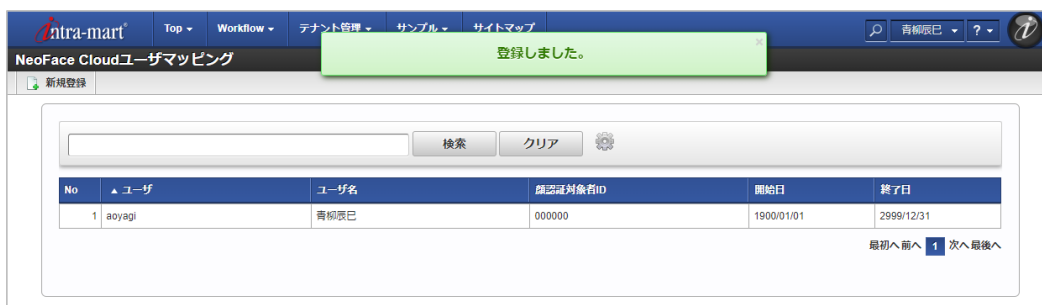 intra-mart Top Workflow テナント管理 サンプル サイトマップ 青柳辰巳 ?
登録しました。 ×
NeoFace Cloudユーザマッピング
新規登録
検索 クリア
No ▲ ユーザ ユーザ名 顔認証対象者ID 開始日 終了日
1 aoyagi 青柳辰巳 000000 1900/01/01 2999/12/31
最初へ 前へ 1 次へ 最後へ